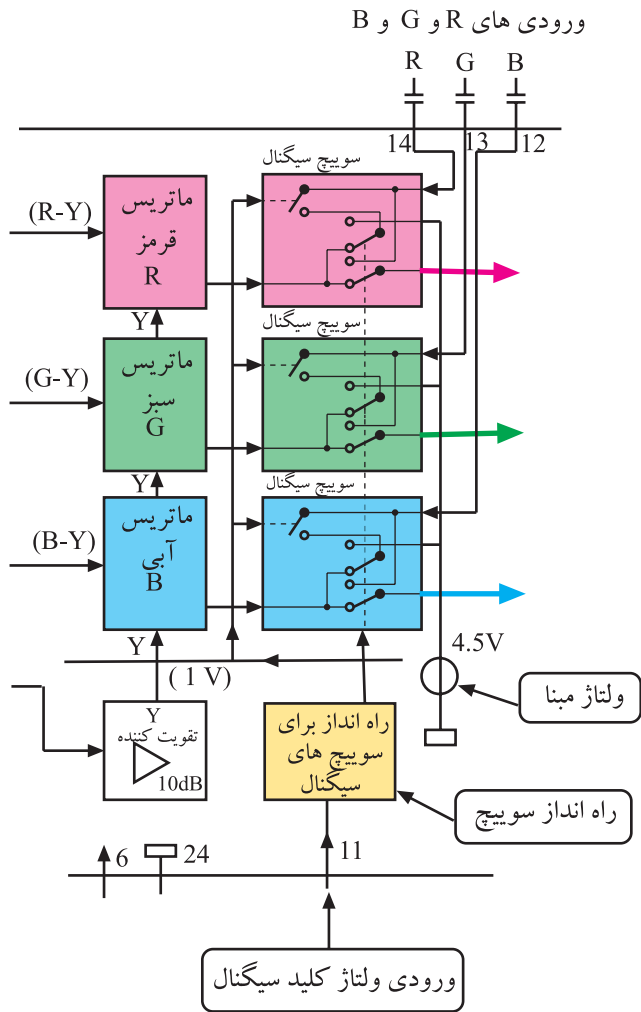 ورودی های R و G و B
R G B
14 13 12
سوییچ سیگنال
ماتریس
قرمز
R
(R-Y)
Y
سوییچ سیگنال
ماتریس
سبز
G
(G-Y)
Y
سوییچ سیگنال
ماتریس
آبی
B
(B-Y)
Y
(1 V)
4.5V
ولتاژ مبنا
Y
تقویت کننده
10dB
راه انداز برای
سوییچ های
سیگنال
راه انداز سوییچ
6 24 11
ورودی ولتاژ کلید سیگنال